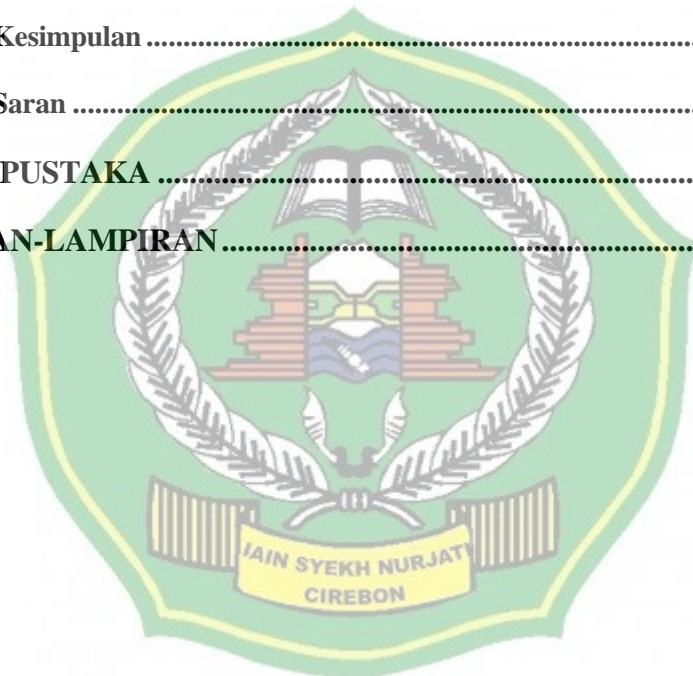 Kesimpulan ........................................................................
Saran ........................................................................
PUSTAKA ........................................................................
AN-LAMPIRAN ........................................................................
IAIN SYEKH NURJATI
CIREBON